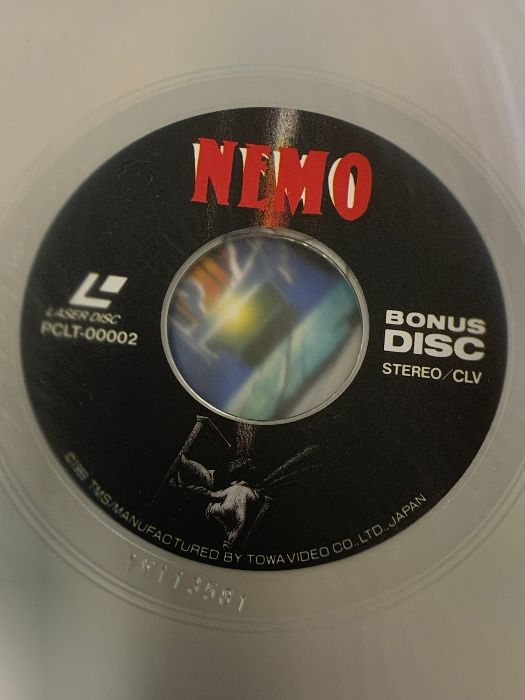 NEMO
LASER DISC
PCLT-00002
BONUS
DISC
STEREO/CLV
TMS/MANUFACTURED BY TOWA VIDEO CO.,LTD.,JAPAN